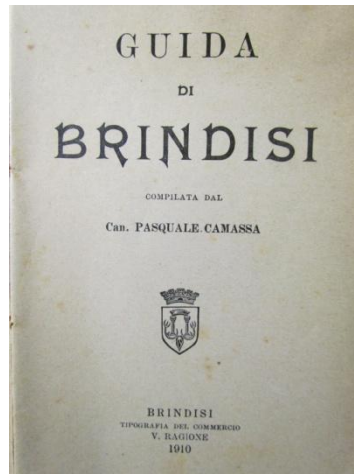 GUIDA
DI
BRINDISI
COMPILATA DAL
Can. PASQUALE CAMASSA
BRINDISI
TIPOGRAFIA DEL COMMERCIO
V. RAGIONE
1910